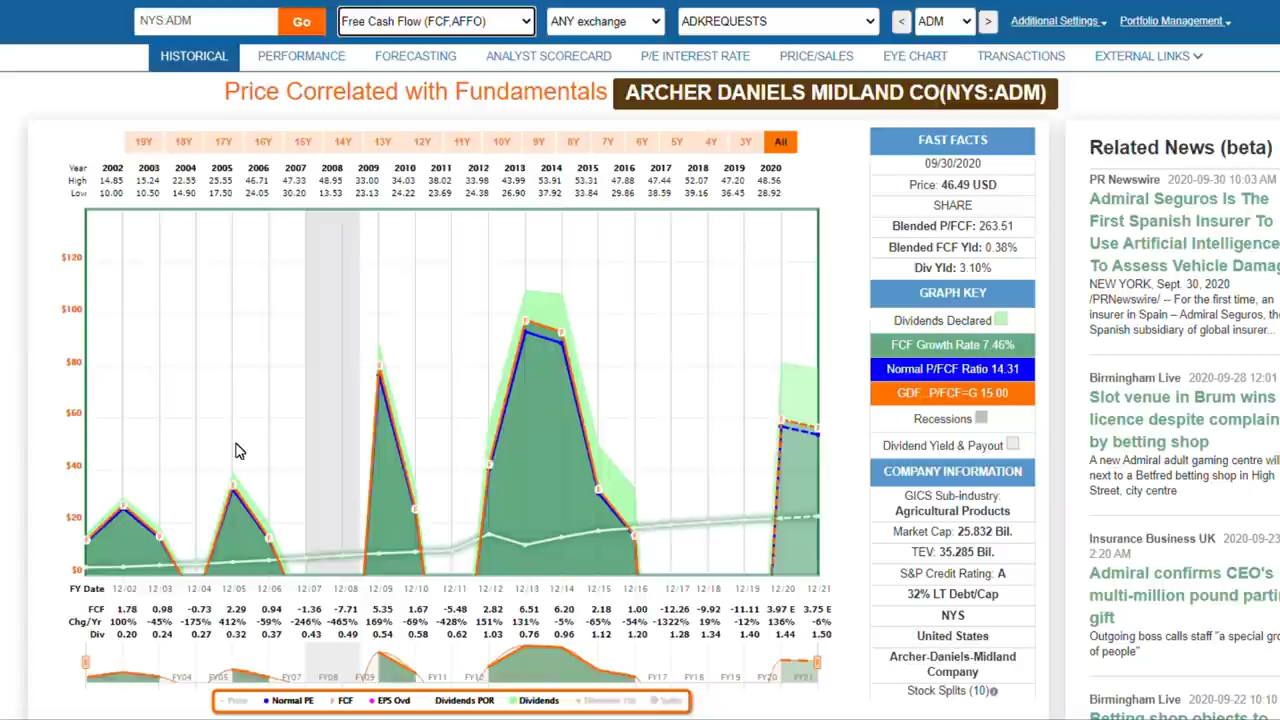 NYS:ADM Go Free Cash Flow (FCF,AFFO) ANY exchange ADKREQUESTS < ADM > Additional Settings Portfolio Management
HISTORICAL PERFORMANCE FORECASTING ANALYST SCORECARD P/E INTEREST RATE PRICE/SALES EYE CHART TRANSACTIONS EXTERNAL LINKS
Price Correlated with Fundamentals ARCHER DANIELS MIDLAND CO(NYS:ADM)
19Y 18Y 17Y 16Y 15Y 14Y 13Y 12Y 11Y 10Y 9Y 8Y 7Y 6Y 5Y 4Y 3Y All
Year 2002 2003 2004 2005 2006 2007 2008 2009 2010 2011 2012 2013 2014 2015 2016 2017 2018 2019 2020
High 14.85 15.24 22.55 25.55 46.71 47.33 48.95 33.00 34.03 38.02 33.98 43.99 53.91 53.31 47.88 47.44 52.07 47.20 48.56
Low 10.00 10.50 14.90 17.50 24.05 30.20 13.53 23.13 24.22 23.69 24.38 26.90 37.92 33.84 29.86 38.59 39.16 36.45 28.92
$120
$100
$80
$60
$40
$20
$0
FY Date 12/02 12/03 12/04 12/05 12/06 12/07 12/08 12/09 12/10 12/11 12/12 12/13 12/14 12/15 12/16 12/17 12/18 12/19 12/20 12/21
FCF 1.78 0.98 -0.73 2.29 0.94 -1.36 -7.71 5.35 1.67 -5.48 2.82 6.51 6.20 2.18 1.00 -12.26 -9.92 -11.11 3.97 E 3.75 E
Chg/Yr 100% -45% -175% 412% -59% -246% -465% 169% -69% -428% 151% 131% -5% -65% -54% -1322% 19% -12% 136% -6%
Div 0.20 0.24 0.27 0.32 0.37 0.43 0.49 0.54 0.58 0.62 1.03 0.76 0.96 1.12 1.20 1.28 1.34 1.40 1.44 1.50
FY04 FY05 FY07 FY08 FY09 FY11 FY12 FY17 FY18 FY19 FY20 FY21
Price Normal PE FCF EPS Ovd Dividends POR Dividends Splits
FAST FACTS
09/30/2020
Price: 46.49 USD
SHARE
Blended P/FCF: 263.51
Blended FCF Yld: 0.38%
Div Yld: 3.10%
GRAPH KEY
Dividends Declared
FCF Growth Rate 7.46%
Normal P/FCF Ratio 14.31
GDF...P/FCF=G 15.00
Recessions
Dividend Yield & Payout
COMPANY INFORMATION
GICS Sub-industry:
Agricultural Products
Market Cap: 25.832 Bil.
TEV: 35.285 Bil.
S&P Credit Rating: A
32% LT Debt/Cap
NYS
United States
Archer-Daniels-Midland
Company
Stock Splits (10)
Related News (beta)
PR Newswire 2020-09-30 10:03 AM
Admiral Seguros Is The
First Spanish Insurer To
Use Artificial Intelligence
To Assess Vehicle Damag
NEW YORK, Sept. 30, 2020
/PRNewswire/ -- For the first time, an
insurer in Spain – Admiral Seguros, the
Spanish subsidiary of global insurer...
Birmingham Live 2020-09-28 12:01
Slot venue in Brum wins
licence despite complain
by betting shop
A new Admiral adult gaming centre will
next to a Betfred betting shop in High
Street, city centre
Insurance Business UK 2020-09-23
2:20 AM
Admiral confirms CEO's
multi-million pound parti
gift
Outgoing boss calls staff "a special gro
of people"
Birmingham Live 2020-09-22 10:10
Betting shop objects to